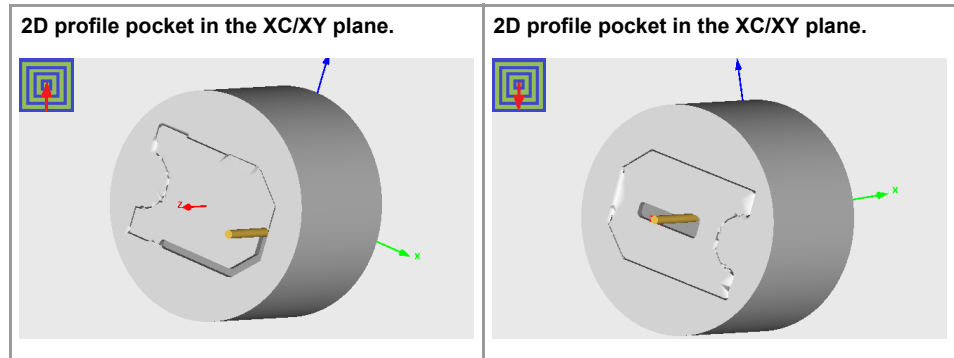 2D profile pocket in the XC/XY plane.
2D profile pocket in the XC/XY plane.
Z
X
X